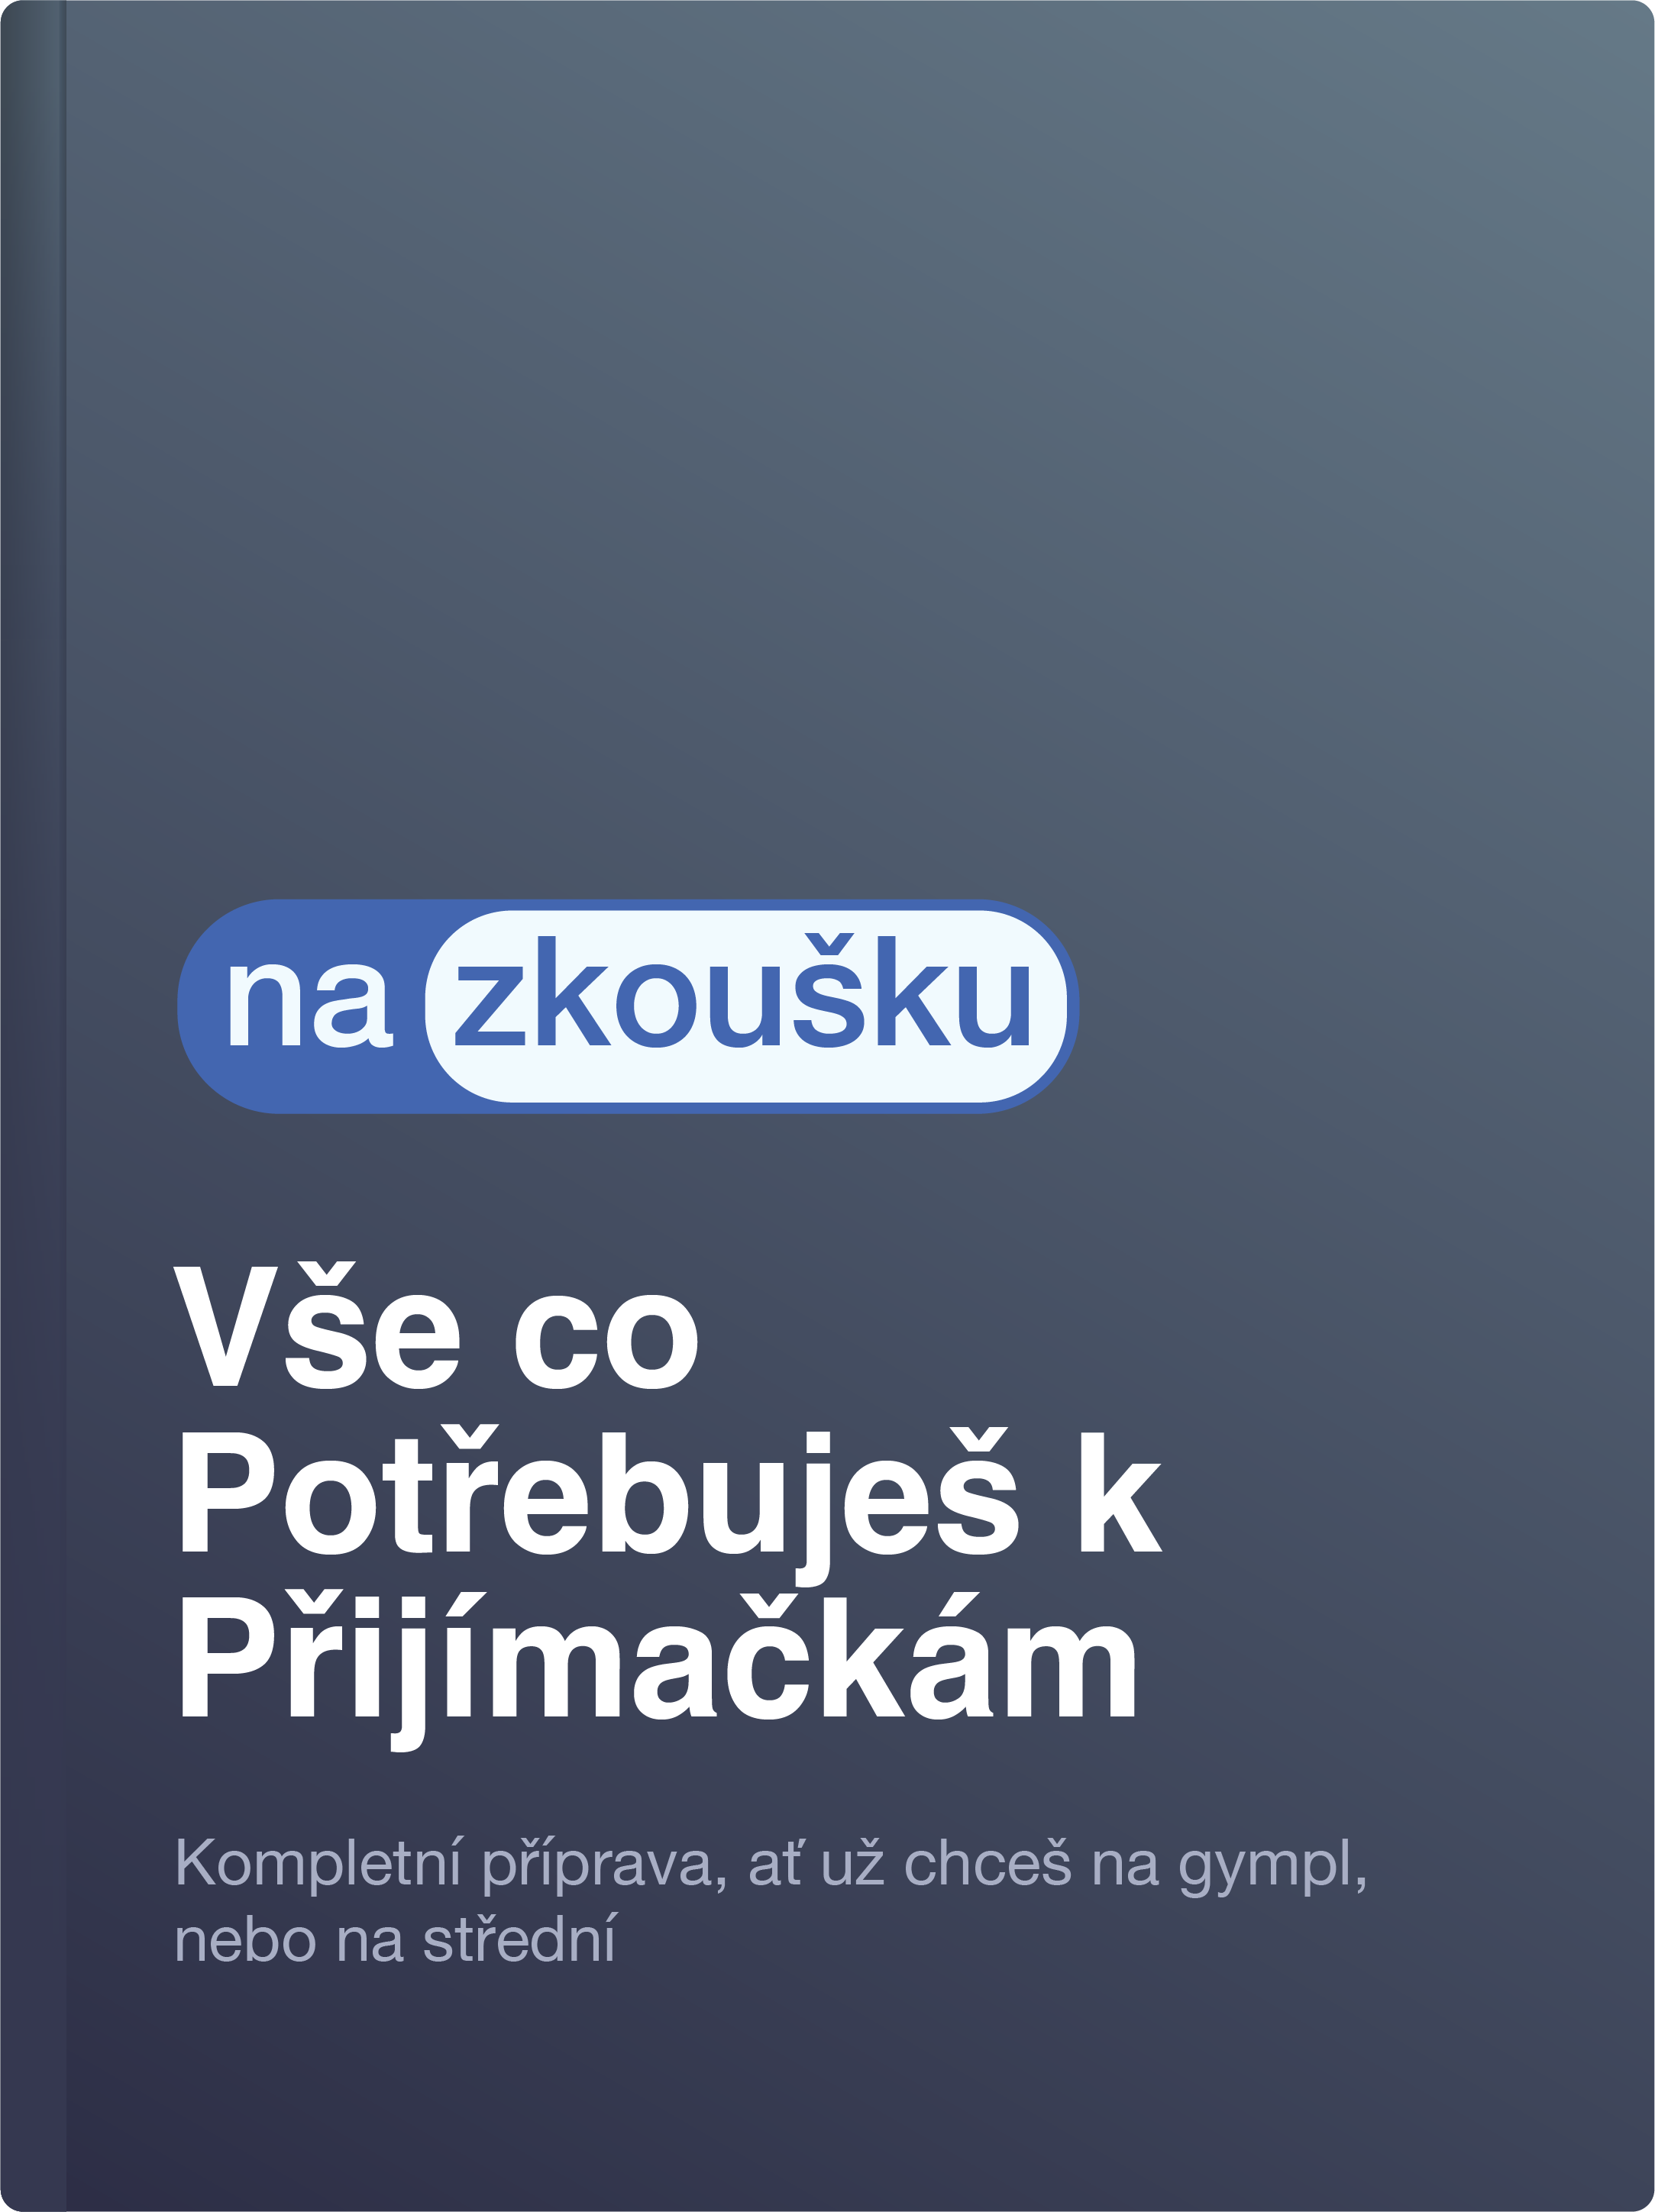 na zkoušku
Vše co
Potřebuješ k
Přijímačkám
Kompletní příprava, ať už chceš na gympl,
nebo na střední